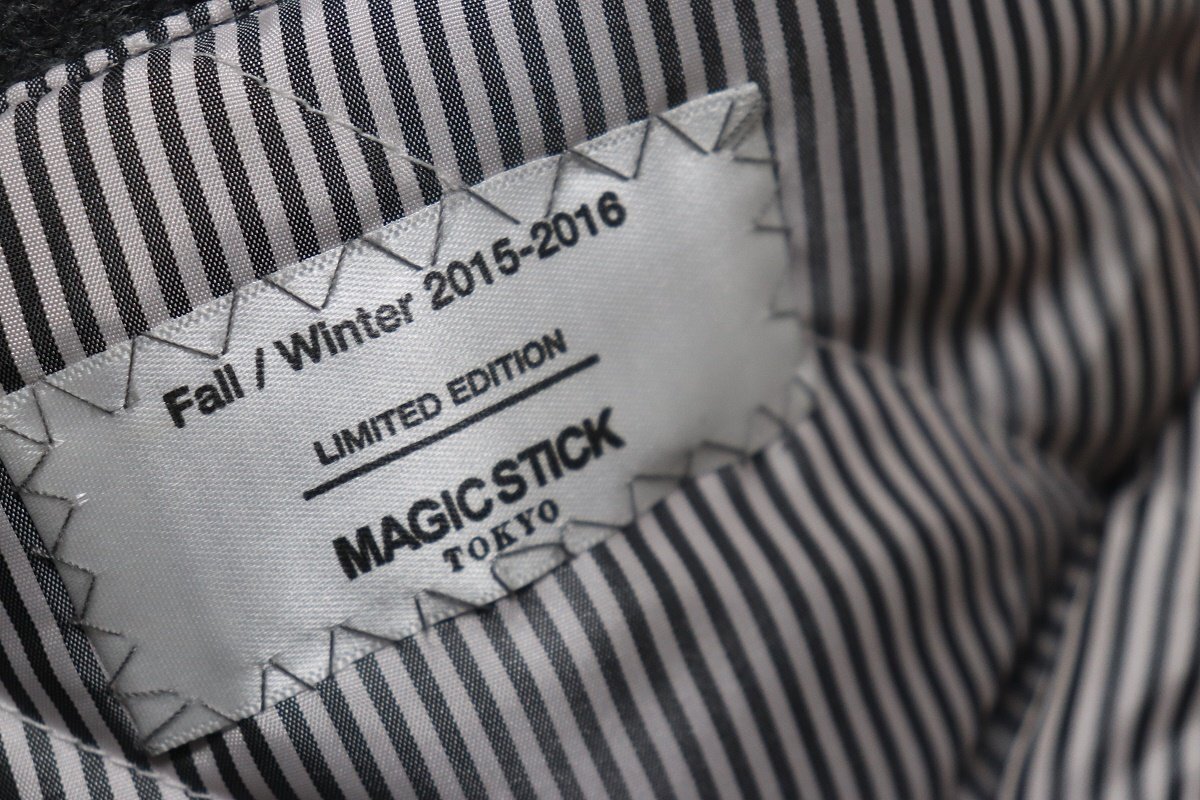 Fall / Winter 2015-2016
LIMITED EDITION
MAGIC STICK
TOKYO